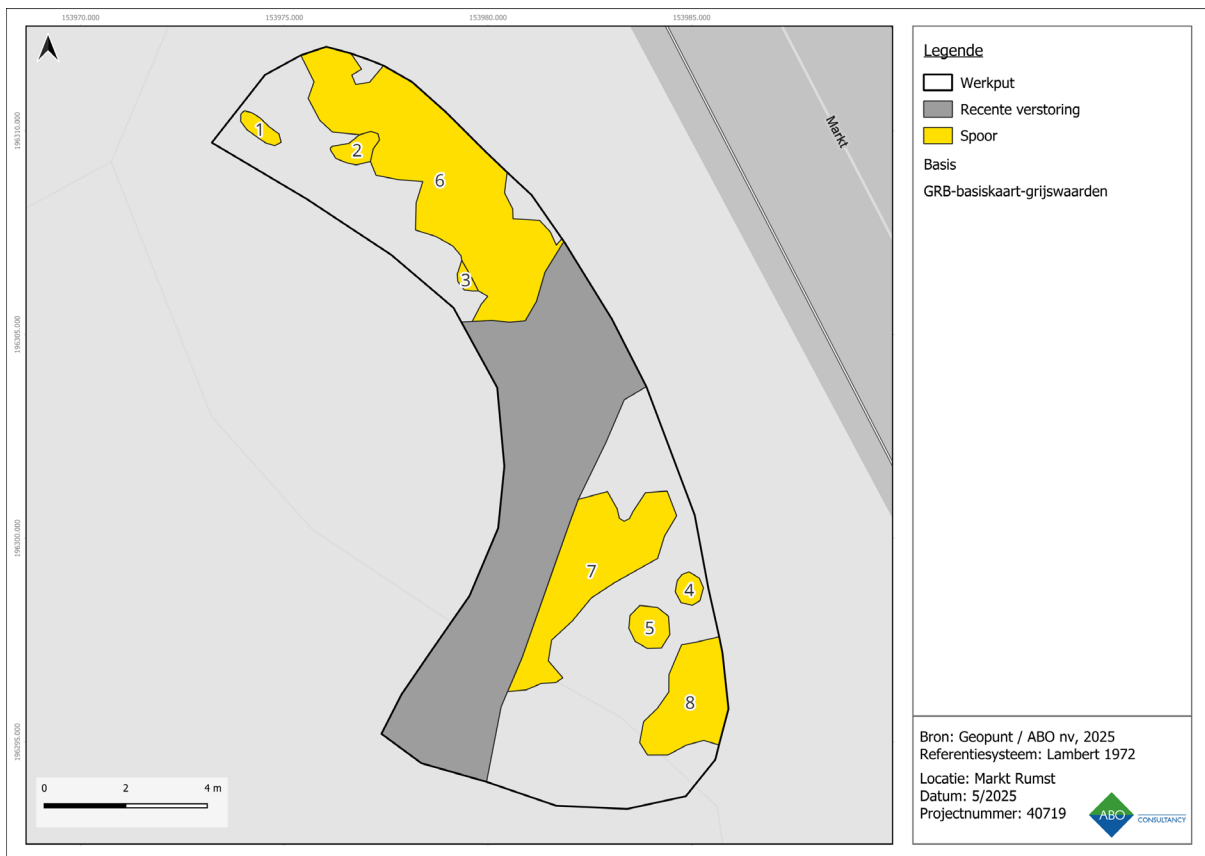 153970.000
153975.000
153980.000
153985.000
196310.000
196305.000
196300.000
196295.000
Markt
1
2
6
3
7
4
5
8
0 2 4 m
Legende
Werkput
Recente verstoring
Spoor
Basis
GRB-basiskaart-grijswaarden
Bron: Geopunt / ABO nv, 2025
Referentiesysteem: Lambert 1972
Locatie: Markt Rumst
Datum: 5/2025
Projectnummer: 40719
ABO
CONSULTANCY